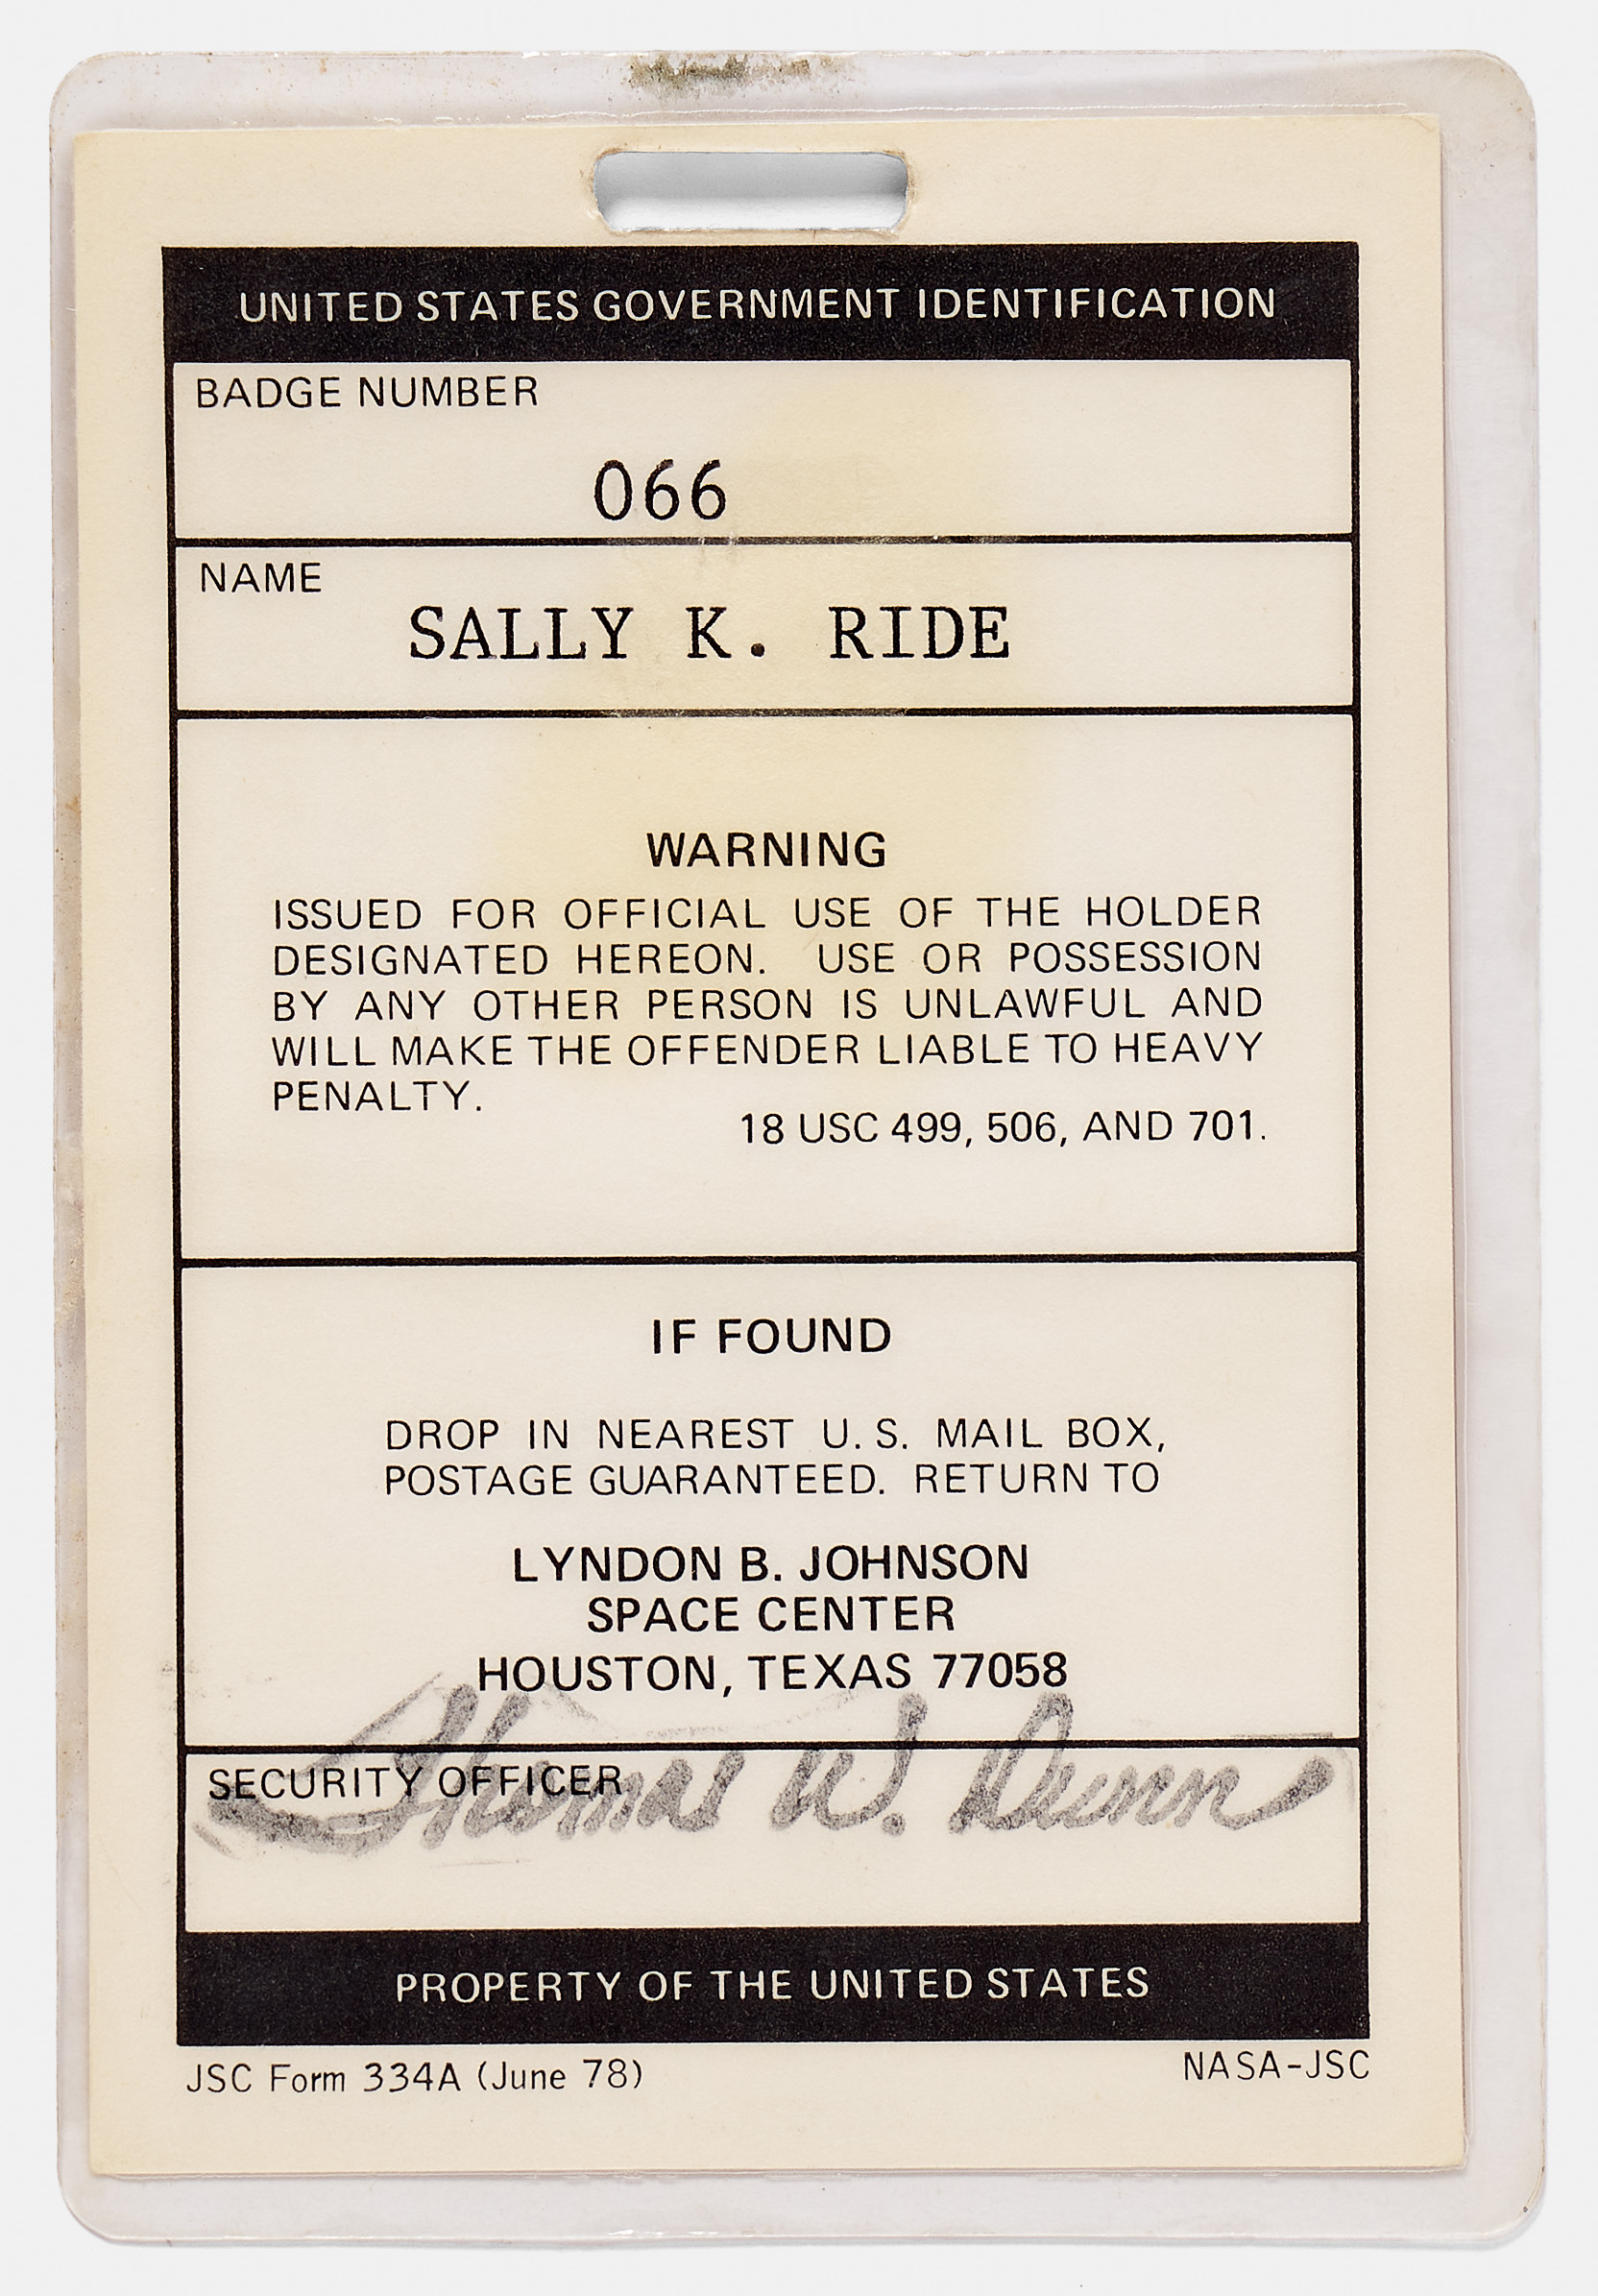 UNITED STATES GOVERNMENT IDENTIFICATION
BADGE NUMBER
066
NAME
SALLY K. RIDE
WARNING
ISSUED FOR OFFICIAL USE OF THE HOLDER
DESIGNATED HEREON. USE OR POSSESSION
BY ANY OTHER PERSON IS UNLAWFUL AND
WILL MAKE THE OFFENDER LIABLE TO HEAVY
PENALTY.
18 USC 499, 506, AND 701.
IF FOUND
DROP IN NEAREST U. S. MAIL BOX,
POSTAGE GUARANTEED. RETURN TO
LYNDON B. JOHNSON
SPACE CENTER
HOUSTON, TEXAS 77058
SECURITY OFFICER
Thomas W. Dunn
PROPERTY OF THE UNITED STATES
JSC Form 334A (June 78)
NASA-JSC